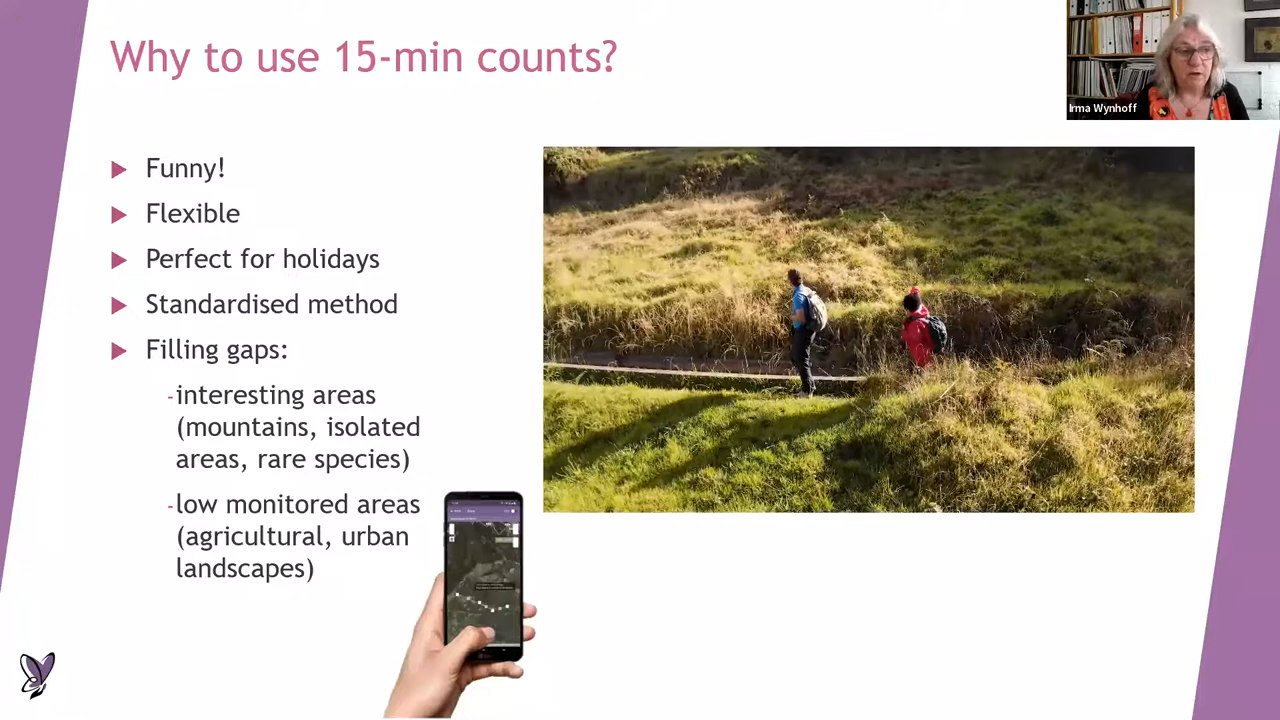 Why to use 15-min counts?
Irma Wynhoff
Funny!
Flexible
Perfect for holidays
Standardised method
Filling gaps:
-interesting areas
(mountains, isolated
areas, rare species)
-low monitored areas
(agricultural, urban
landscapes)